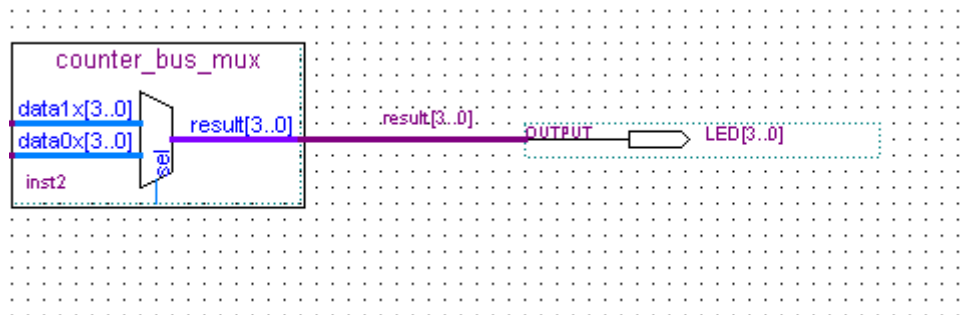 counter_bus_mux
data1x[3..0]
data0x[3..0]
result[3..0]
sel
inst2
result[3..0]
OUTPUT
LED[3..0]